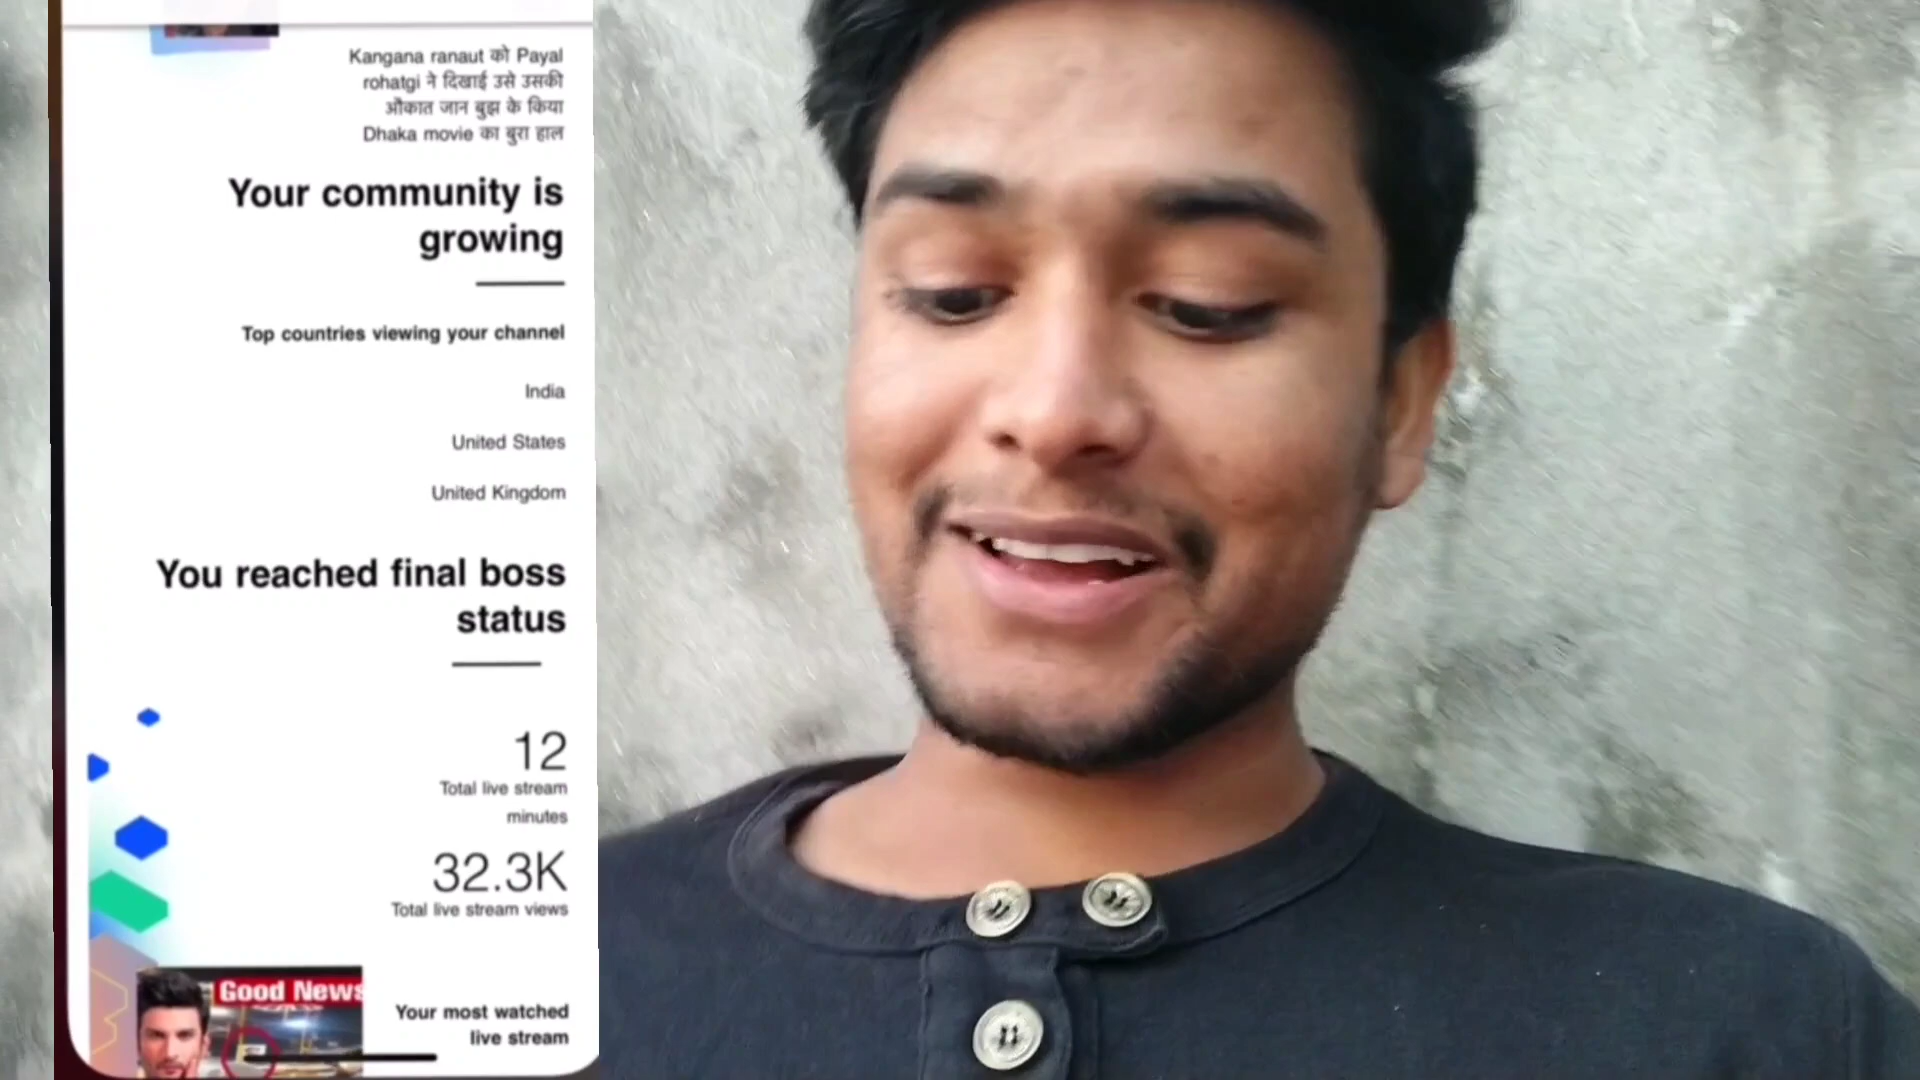 Kangana ranaut को Payal
rohatgi ने दिखाई उसे उसकी
औकात जान बुझ के किया
Dhaka movie का बुरा हाल
Your community is
growing
Top countries viewing your channel
India
United States
United Kingdom
You reached final boss
status
12
Total live stream
minutes
32.3K
Total live stream views
Good News
Your most watched
live stream